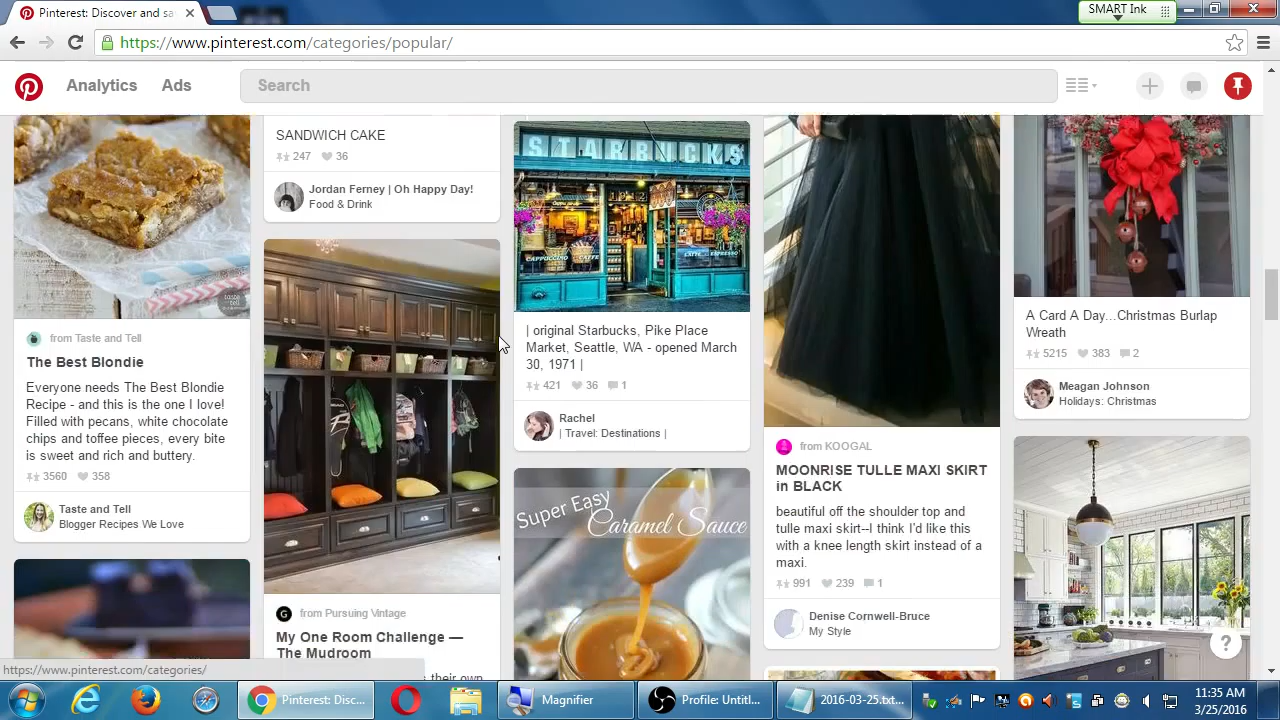 Pinterest: Discover and sa
SMART Ink
https://www.pinterest.com/categories/popular/
Analytics
Ads
Search
taste and tell
from Taste and Tell
The Best Blondie
Everyone needs The Best Blondie
Recipe - and this is the one I love!
Filled with pecans, white chocolate
chips and toffee pieces, every bite
is sweet and rich and buttery.
3560 358
Taste and Tell
Blogger Recipes We Love
SANDWICH CAKE
247 36
Jordan Ferney | Oh Happy Day!
Food & Drink
G from Pursuing Vintage
My One Room Challenge —
The Mudroom
s their own
STARBUCKS
CAPPUCCINO CAFFE
ESPRESSO
| original Starbucks, Pike Place
Market, Seattle, WA - opened March
30, 1971 |
421 36 1
Rachel
| Travel: Destinations |
Super Easy
Caramel Sauce
from KOOGAL
MOONRISE TULLE MAXI SKIRT
in BLACK
beautiful off the shoulder top and
tulle maxi skirt--I think I'd like this
with a knee length skirt instead of a
maxi.
991 239 1
Denise Cornwell-Bruce
My Style
A Card A Day...Christmas Burlap
Wreath
5215 383 2
Meagan Johnson
Holidays: Christmas
?
https://www.pinterest.com/categories/
Pinterest: Disc...
Magnifier
Profile: Untitl...
2016-03-25.txt...
11:35 AM
3/25/2016